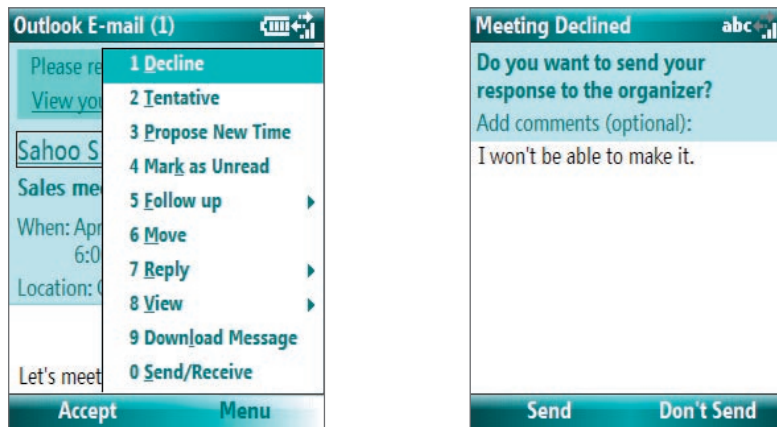 Outlook E-mail (1)
Please re
View you
Sahoo S
Sales mee
When: Apr
6:0
Location:
Let's meet
1 Decline
2 Tentative
3 Propose New Time
4 Mark as Unread
5 Follow up
6 Move
7 Reply
8 View
9 Download Message
0 Send/Receive
Accept Menu
Meeting Declined abc
Do you want to send your
response to the organizer?
Add comments (optional):
I won't be able to make it.
Send Don't Send